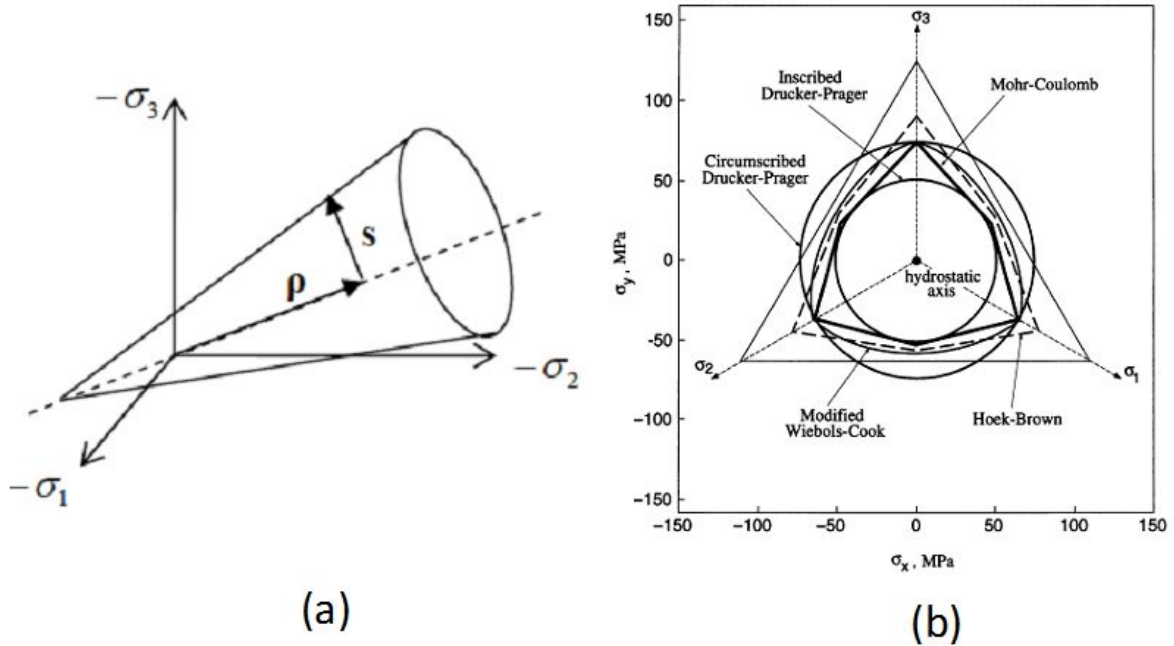 −σ₃
s
ρ
−σ₂
−σ₁
(a)
150
100
50
0
−50
−100
−150
σy , MPa
−150
−100
−50
0
50
100
150
σx , MPa
σ₃
Inscribed
Drucker-Prager
Mohr-Coulomb
Circumscribed
Drucker-Prager
hydrostatic
axis
σ₂
σ₁
Modified
Wiebols-Cook
Hoek-Brown
(b)